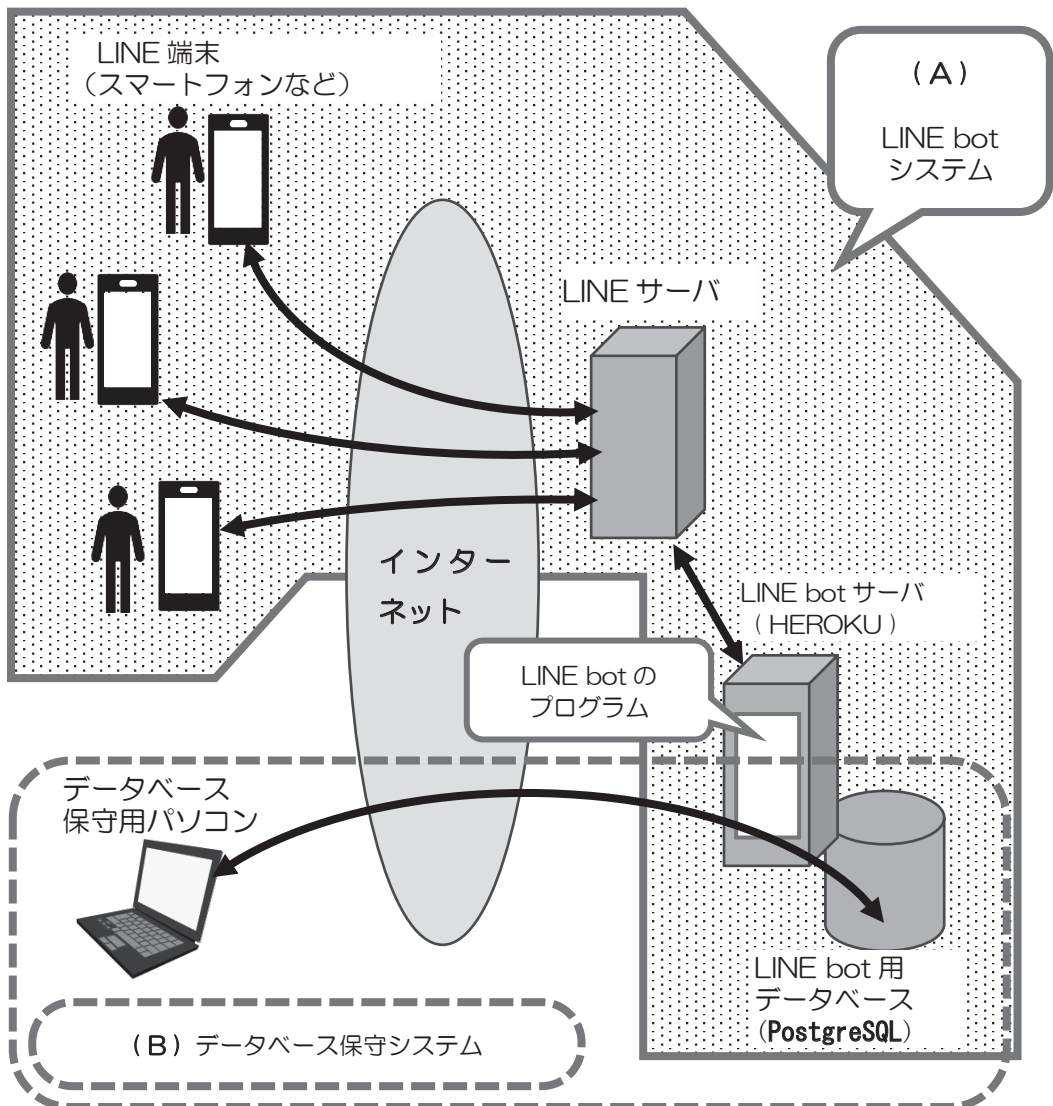 LINE 端末
（スマートフォンなど）
（A）
LINE bot
システム
LINE サーバ
インター
ネット
LINE bot サーバ
（HEROKU）
LINE bot の
プログラム
データベース
保守用パソコン
LINE bot 用
データベース
（PostgreSQL）
（B）データベース保守システム